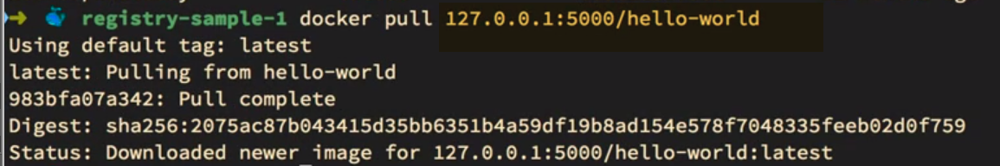 registry-sample-1 docker pull 127.0.0.1:5000/hello-world
Using default tag: latest
latest: Pulling from hello-world
983bfa07a342: Pull complete
Digest: sha256:2075ac87b043415d35bb6351b4a59df19b8ad154e578f7048335feeb02d0f759
Status: Downloaded newer image for 127.0.0.1:5000/hello-world:latest